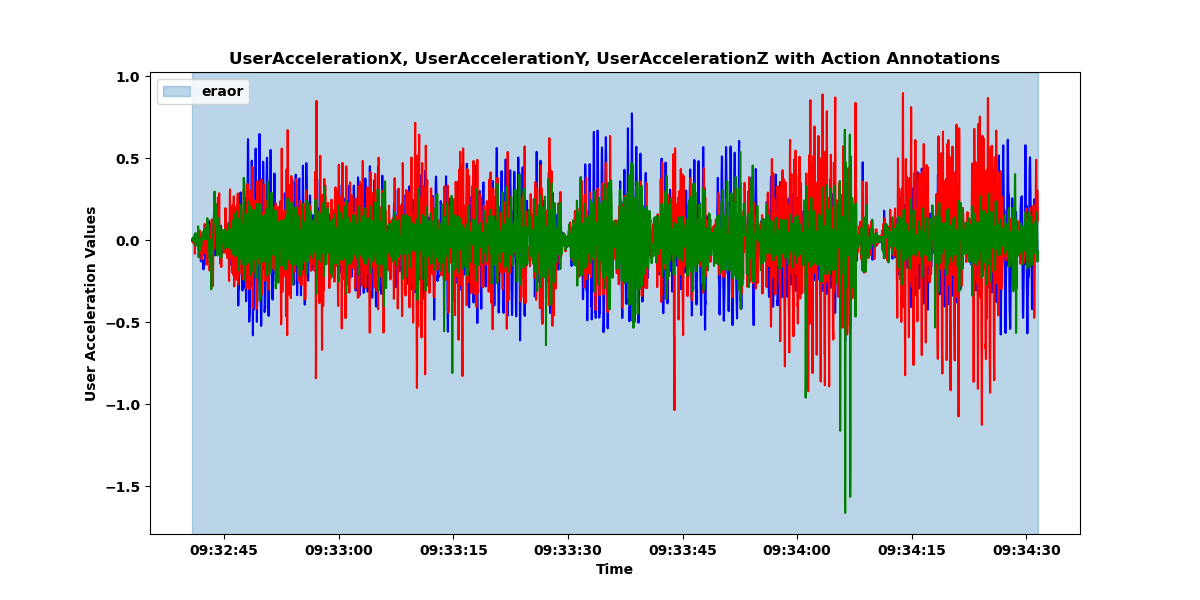 UserAccelerationX, UserAccelerationY, UserAccelerationZ with Action Annotations
eraor
1.0
0.5
0.0
−0.5
−1.0
−1.5
User Acceleration Values
09:32:45 09:33:00 09:33:15 09:33:30 09:33:45 09:34:00 09:34:15 09:34:30
Time